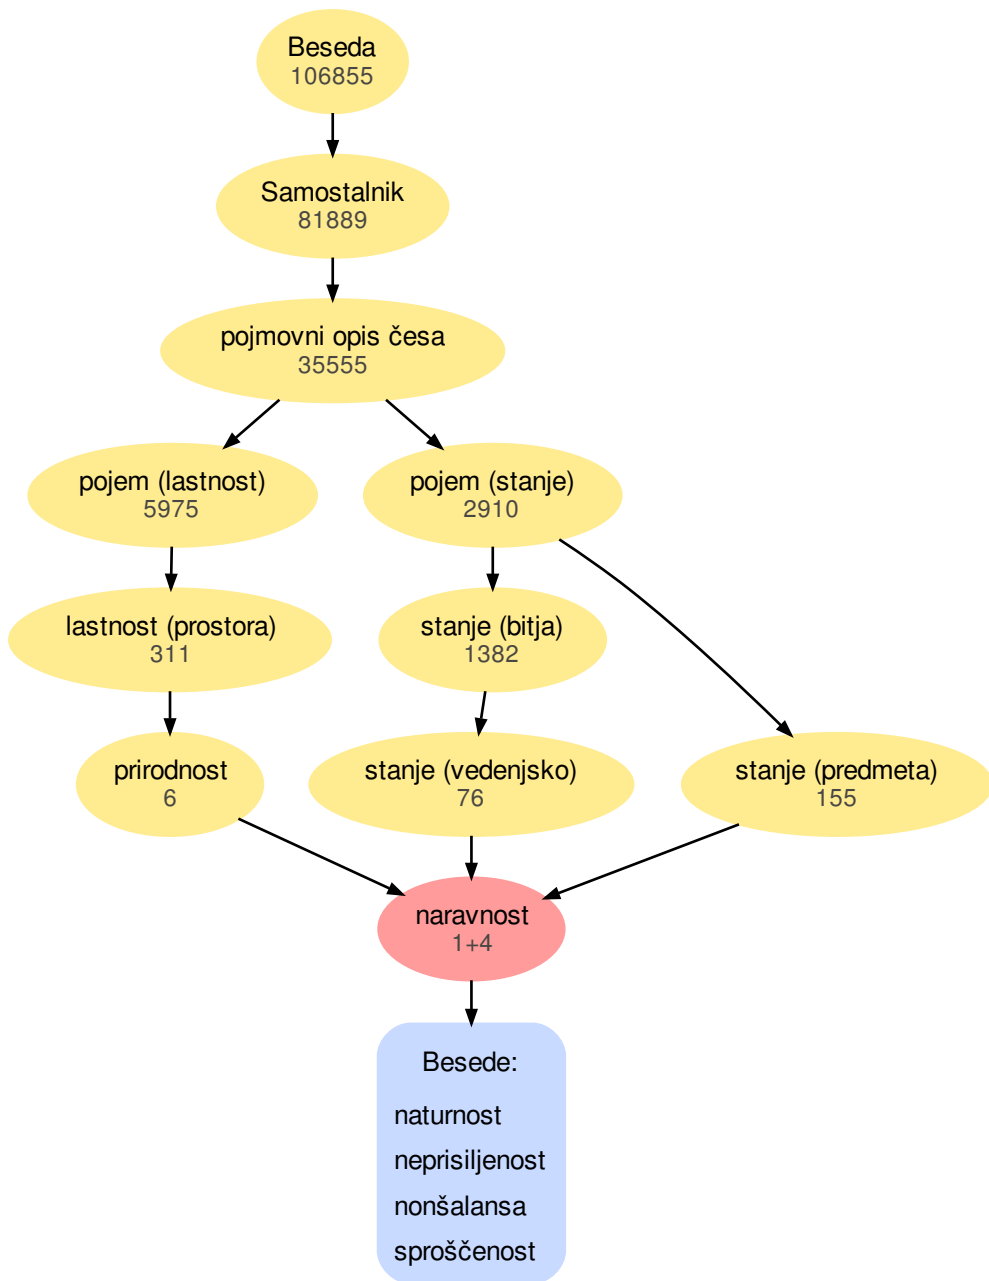 Beseda
106855
Samostalnik
81889
pojmovni opis česa
35555
pojem (lastnost)
5975
pojem (stanje)
2910
lastnost (prostora)
311
stanje (bitja)
1382
prirodnost
6
stanje (vedenjsko)
76
stanje (predmeta)
155
naravnost
1+4
Besede:
naturnost
neprisiljenost
nonšalansa
sproščenost